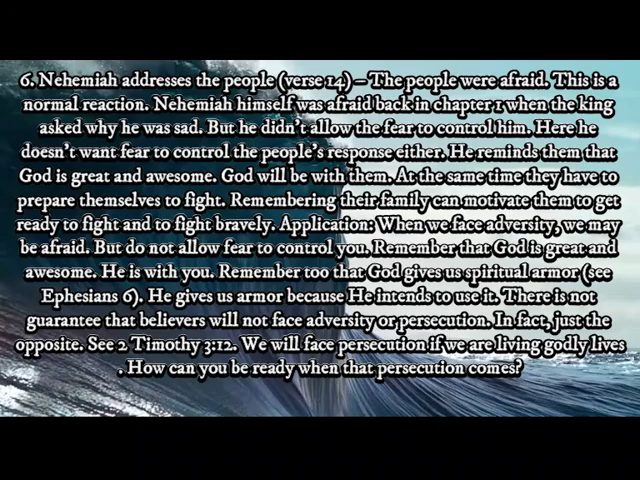 6. Nehemiah addresses the people (verse 14) – The people were afraid. This is a
normal reaction. Nehemiah himself was afraid back in chapter 1 when the king
asked why he was sad. But he didn't allow the fear to control him. Here he
doesn't want fear to control the people's response either. He reminds them that
God is great and awesome. God will be with them. At the same time they have to
prepare themselves to fight. Remembering their family can motivate them to get
ready to fight and to fight bravely. Application: When we face adversity, we may
be afraid. But do not allow fear to control you. Remember that God is great and
awesome. He is with you. Remember too that God gives us spiritual armor (see
Ephesians 6). He gives us armor because He intends to use it. There is not
guarantee that believers will not face adversity or persecution. In fact, just the
opposite. See 2 Timothy 3:12. We will face persecution if we are living godly lives
. How can you be ready when that persecution comes?